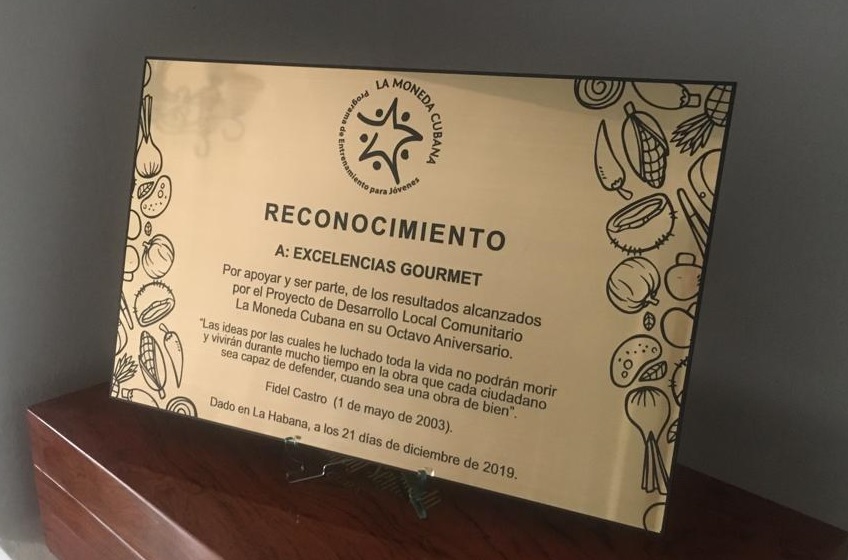 LA MONEDA CUBANA
Programa de Entrenamiento para Jóvenes
RECONOCIMIENTO
A: EXCELENCIAS GOURMET
Por apoyar y ser parte, de los resultados alcanzados
por el Proyecto de Desarrollo Local Comunitario
La Moneda Cubana en su Octavo Aniversario.
"Las ideas por las cuales he luchado toda la vida no podrán morir
y vivirán durante mucho tiempo en la obra que cada ciudadano
sea capaz de defender, cuando sea una obra de bien".
Fidel Castro (1 de mayo de 2003).
Dado en La Habana, a los 21 días de diciembre de 2019.